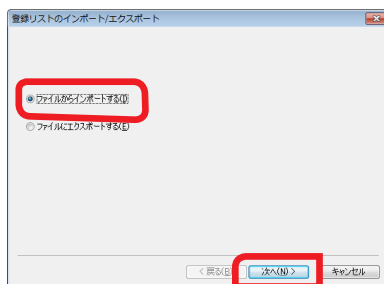 登録リストのインポート/エクスポート
ファイルからインポートする(I)
ファイルにエクスポートする(E)
< 戻る(B)
次へ(N) >
キャンセル